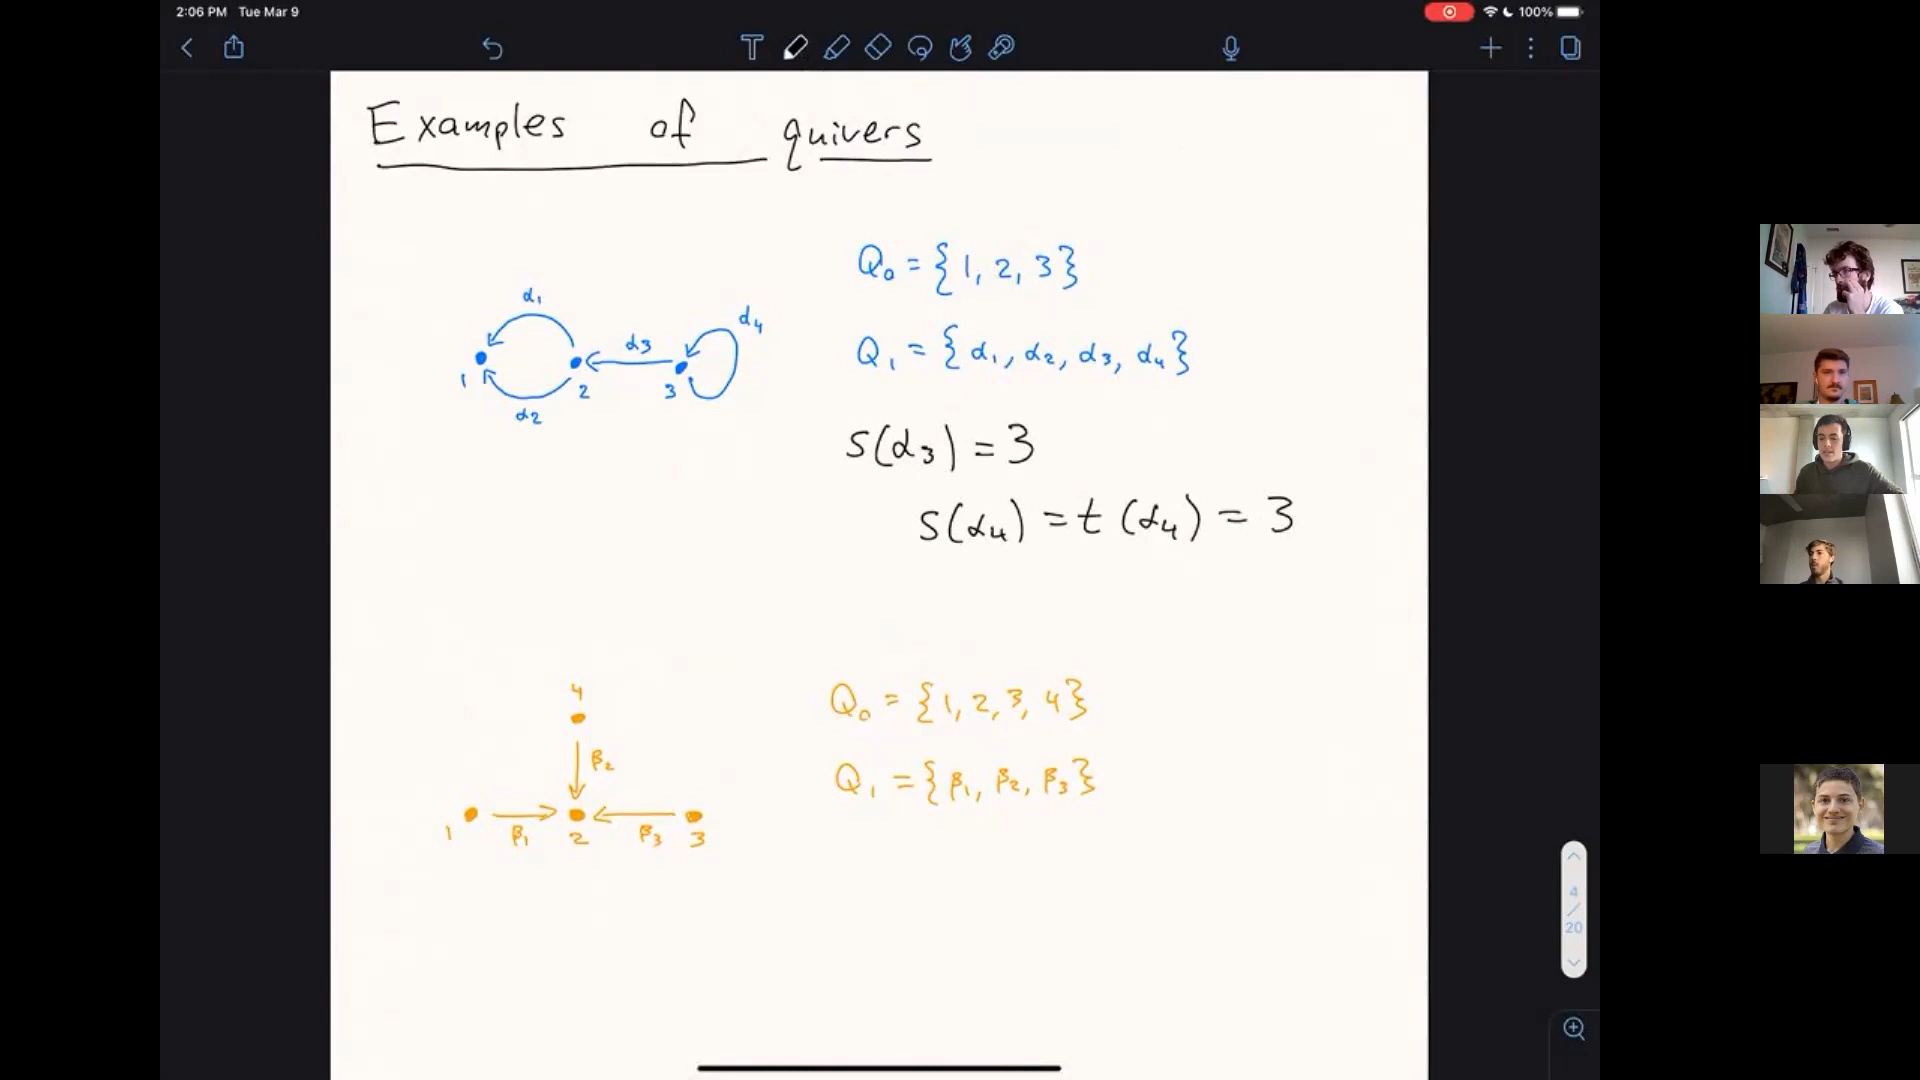 2:06 PM Tue Mar 9
100%
Examples of quivers
Q₀ = {1, 2, 3}
α₁
α₄
α₃
Q₁ = {α₁, α₂, α₃, α₄}
1
2
3
α₂
s(α₃) = 3
s(α₄) = t(α₄) = 3
4
Q₀ = {1, 2, 3, 4}
β₂
Q₁ = {β₁, β₂, β₃}
1
β₁
2
β₃
3
4
/
20